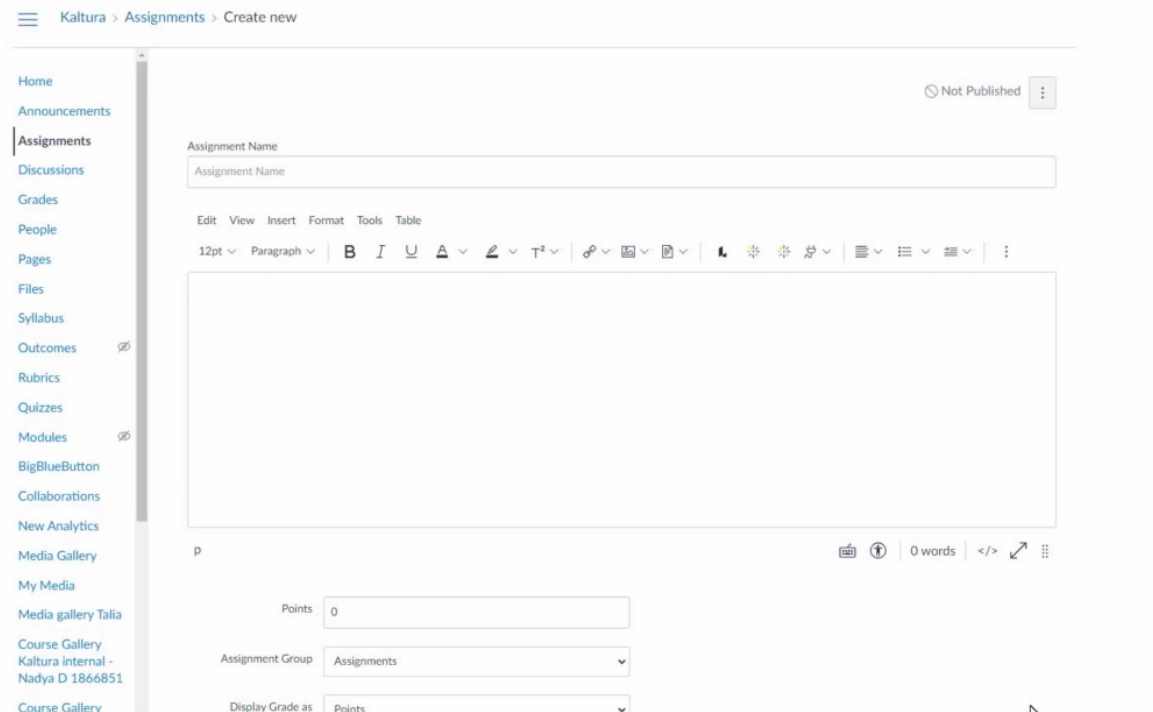 Kaltura > Assignments > Create new
Home
Announcements
Assignments
Discussions
Grades
People
Pages
Files
Syllabus
Outcomes
Rubrics
Quizzes
Modules
BigBlueButton
Collaborations
New Analytics
Media Gallery
My Media
Media gallery Talia
Course Gallery
Kaltura internal -
Nadya D 1866851
Course Gallery
Not Published
Assignment Name
Assignment Name
Edit View Insert Format Tools Table
12pt Paragraph B I U A T²
p 0 words </>
Points 0
Assignment Group Assignments
Display Grade as Points